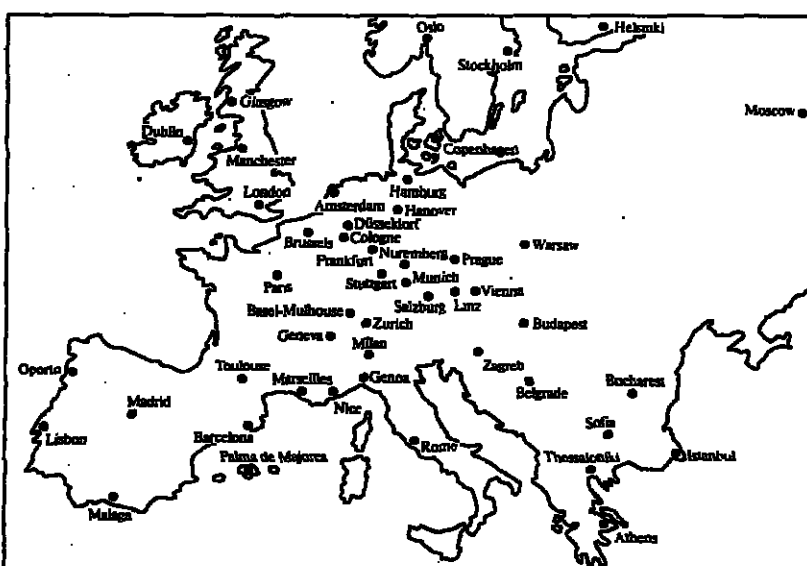 Oslo
Helsinki
Stockholm
Glasgow
Moscow
Dublin
Manchester
Copenhagen
Hamburg
London
Amsterdam
Hanover
Düsseldorf
Brussels
Cologne
Warsaw
Frankfurt
Nuremberg
Prague
Paris
Stuttgart
Munich
Salzburg
Linz
Vienna
Basel-Mulhouse
Zurich
Budapest
Geneva
Milan
Zagreb
Oporto
Toulouse
Marseilles
Genoa
Belgrade
Bucharest
Nice
Madrid
Lisbon
Barcelona
Sofia
Rome
Palma de Majorca
Thessaloniki
Istanbul
Malaga
Athens